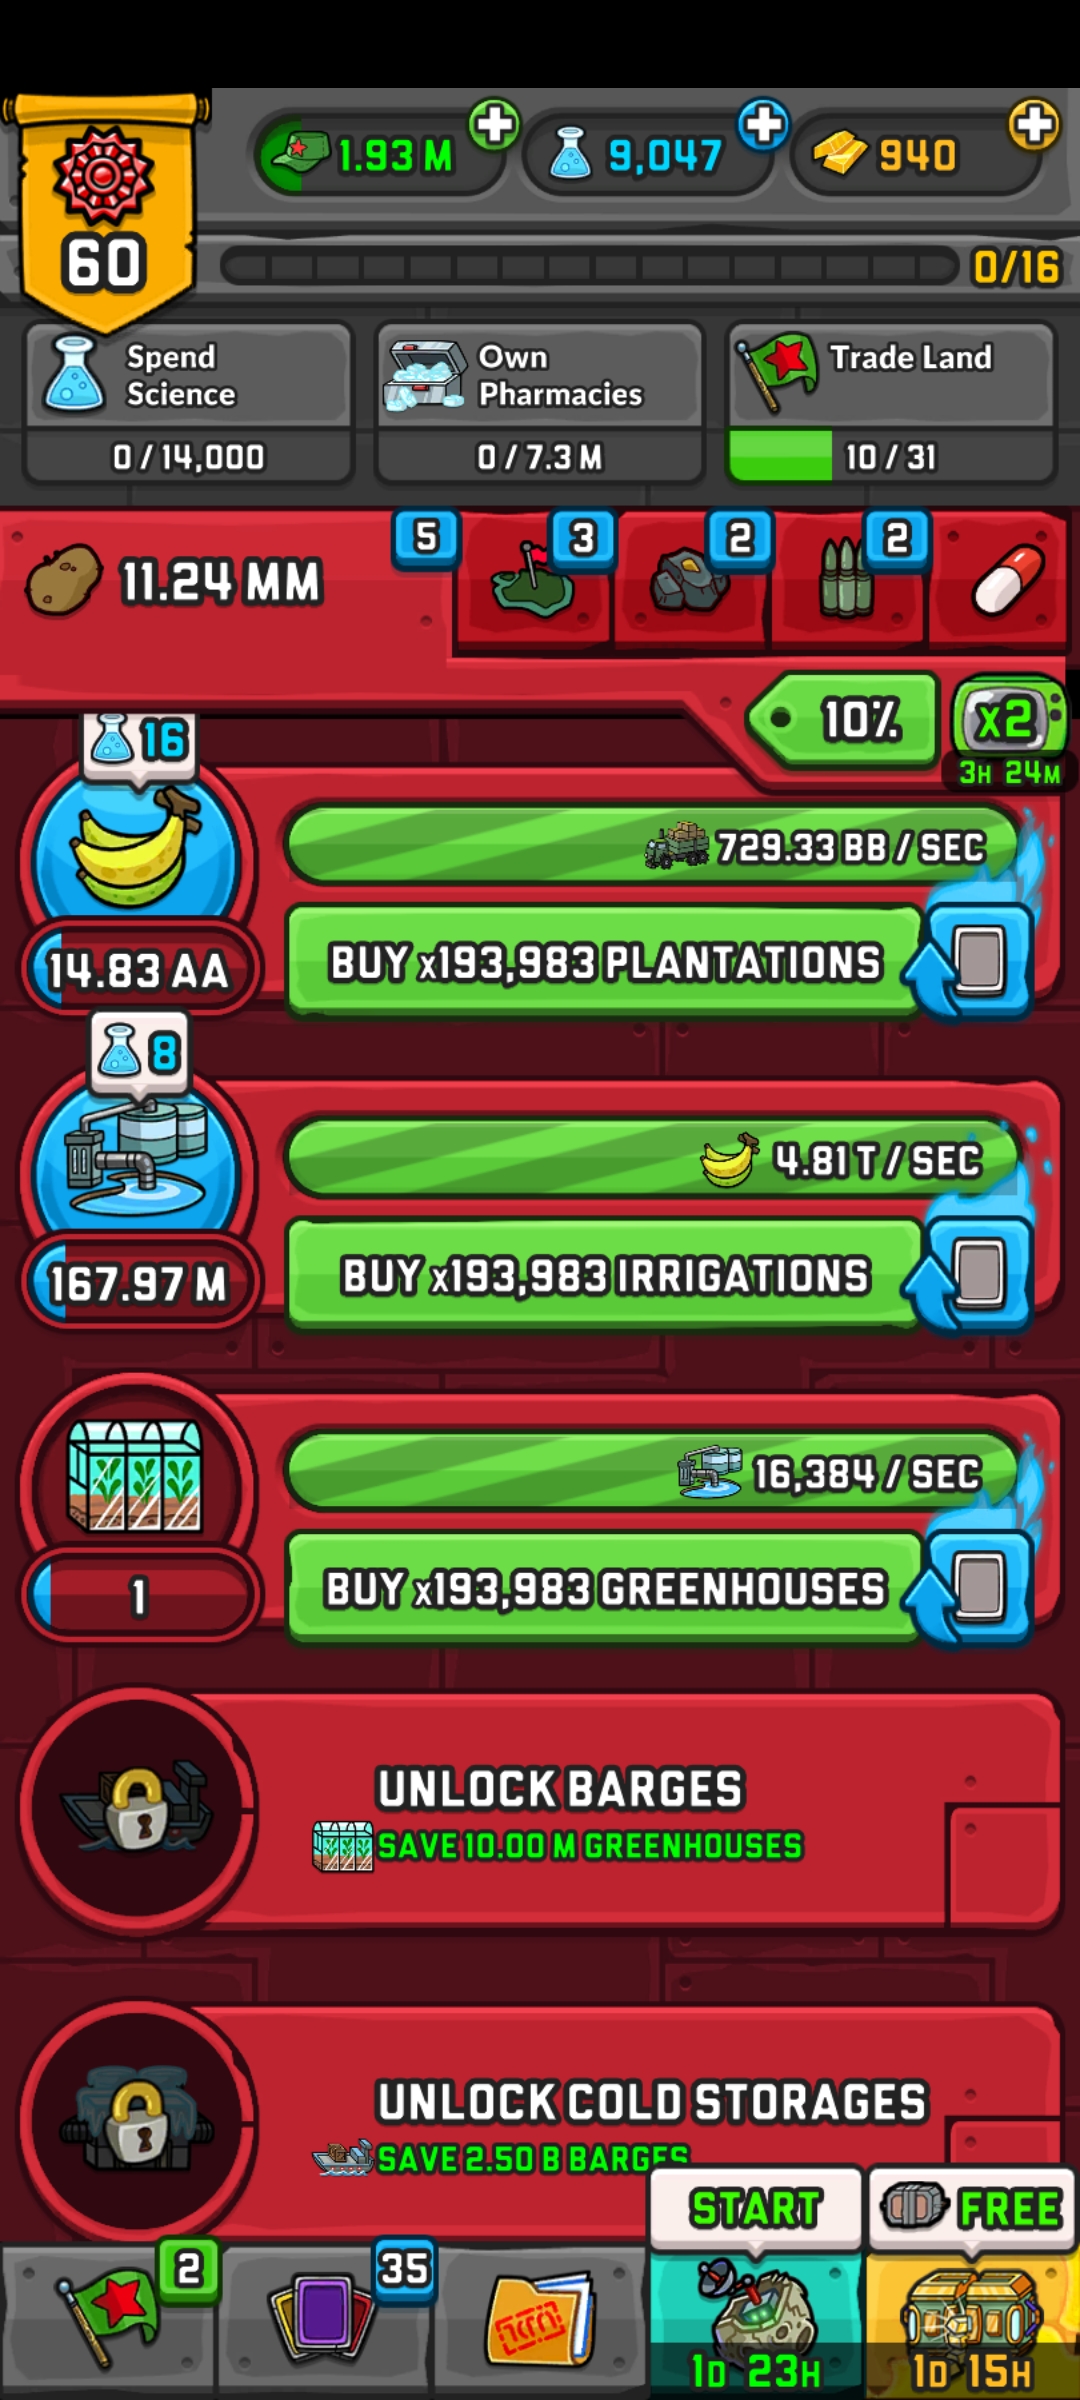 60
1.93 M
9,047
940
0/16
Spend
Science
0 / 14,000
Own
Pharmacies
0 / 7.3 M
Trade Land
10 / 31
11.24 MM
5
3
2
2
10%
x2
3H 24M
16
729.33 BB / SEC
14.83 AA
BUY x193,983 PLANTATIONS
8
4.81 T / SEC
167.97 M
BUY x193,983 IRRIGATIONS
16,384 / SEC
1
BUY x193,983 GREENHOUSES
UNLOCK BARGES
SAVE 10.00 M GREENHOUSES
UNLOCK COLD STORAGES
SAVE 2.50 B BARGES
START
FREE
2
35
1D 23H
1D 15H